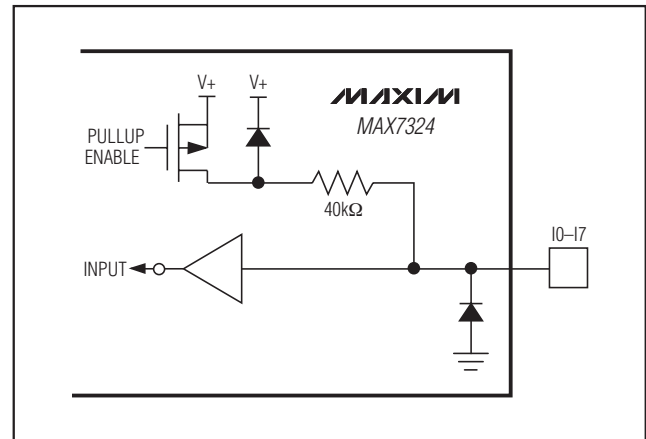 V+ V+
MAXIM
MAX7324
PULLUP
ENABLE
40kΩ
I0–I7
INPUT